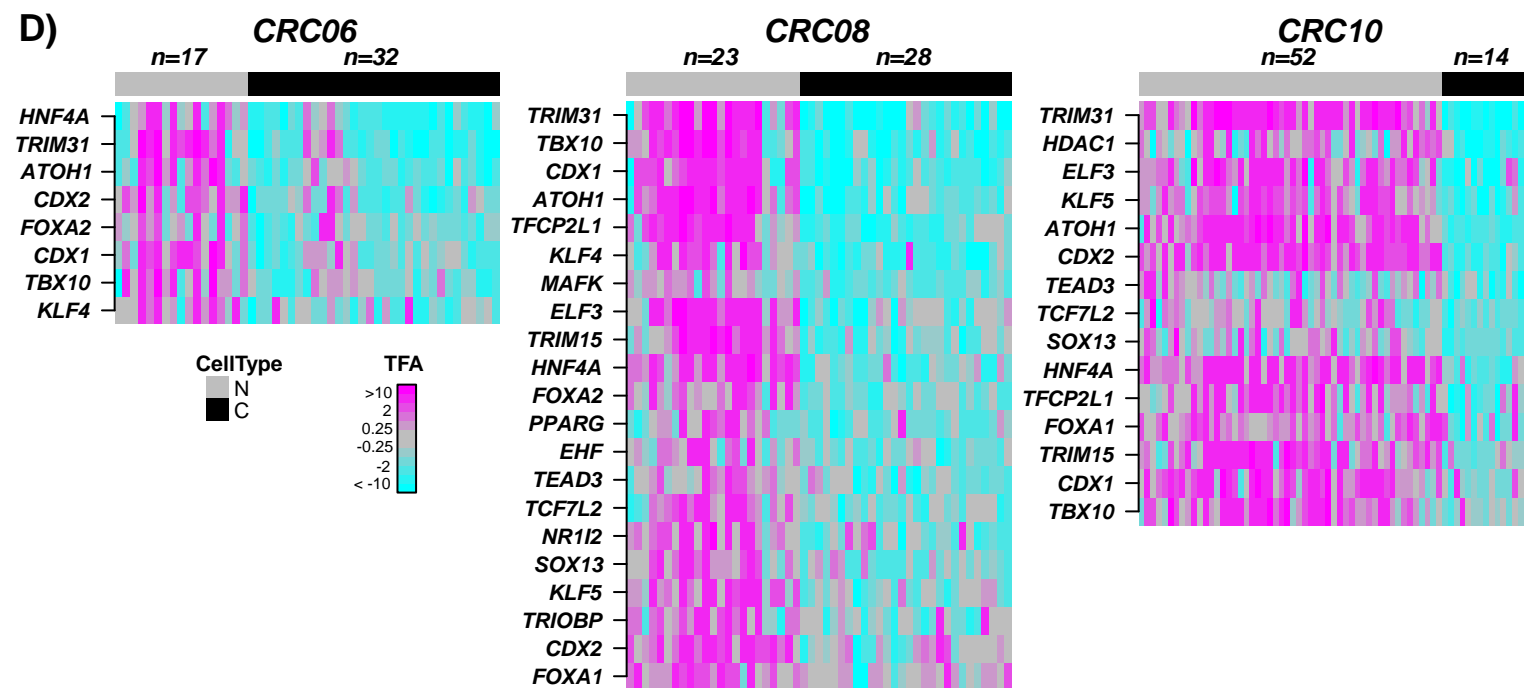 D)
CRC06
n=17 n=32
HNF4A
TRIM31
ATOH1
CDX2
FOXA2
CDX1
TBX10
KLF4
CellType
N
C
TFA
>10
2
0.25
-0.25
-2
< -10
CRC08
n=23 n=28
TRIM31
TBX10
CDX1
ATOH1
TFCP2L1
KLF4
MAFK
ELF3
TRIM15
HNF4A
FOXA2
PPARG
EHF
TEAD3
TCF7L2
NR1I2
SOX13
KLF5
TRIOBP
CDX2
FOXA1
CRC10
n=52 n=14
TRIM31
HDAC1
ELF3
KLF5
ATOH1
CDX2
TEAD3
TCF7L2
SOX13
HNF4A
TFCP2L1
FOXA1
TRIM15
CDX1
TBX10